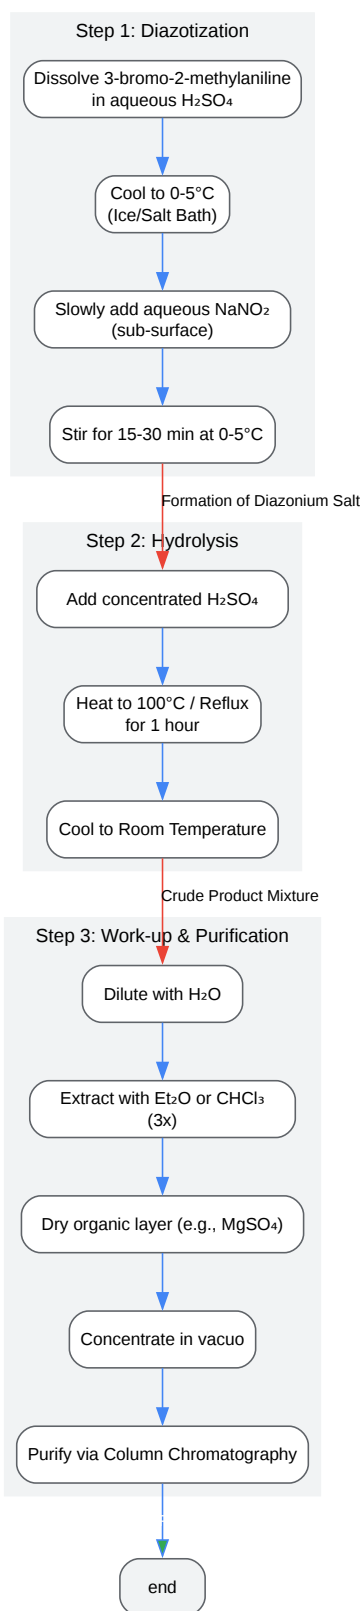 Step 1: Diazotization
Dissolve 3-bromo-2-methylaniline
in aqueous H₂SO₄
Cool to 0-5°C
(Ice/Salt Bath)
Slowly add aqueous NaNO₂
(sub-surface)
Stir for 15-30 min at 0-5°C
Formation of Diazonium Salt
Step 2: Hydrolysis
Add concentrated H₂SO₄
Heat to 100°C / Reflux
for 1 hour
Cool to Room Temperature
Crude Product Mixture
Step 3: Work-up & Purification
Dilute with H₂O
Extract with Et₂O or CHCl₃
(3x)
Dry organic layer (e.g., MgSO₄)
Concentrate in vacuo
Purify via Column Chromatography
end